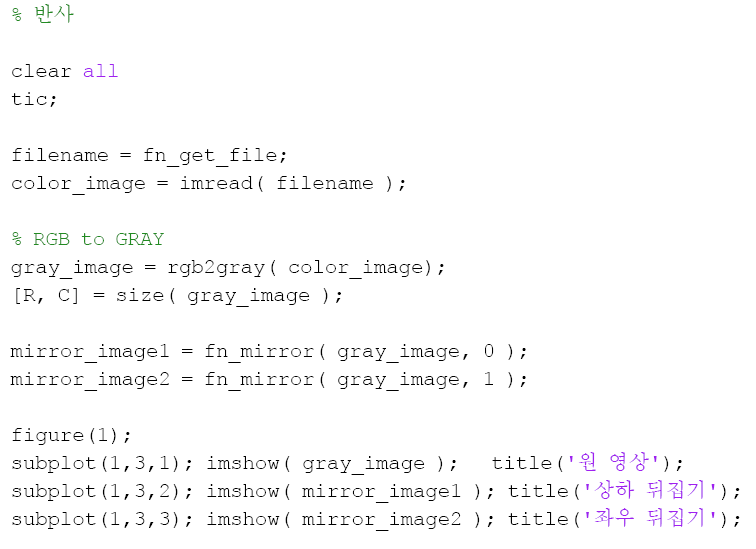 % 반사
clear all
tic;
filename = fn_get_file;
color_image = imread( filename );
% RGB to GRAY
gray_image = rgb2gray( color_image);
[R, C] = size( gray_image );
mirror_image1 = fn_mirror( gray_image, 0 );
mirror_image2 = fn_mirror( gray_image, 1 );
figure(1);
subplot(1,3,1); imshow( gray_image );   title('원 영상');
subplot(1,3,2); imshow( mirror_image1 ); title('상하 뒤집기');
subplot(1,3,3); imshow( mirror_image2 ); title('좌우 뒤집기');